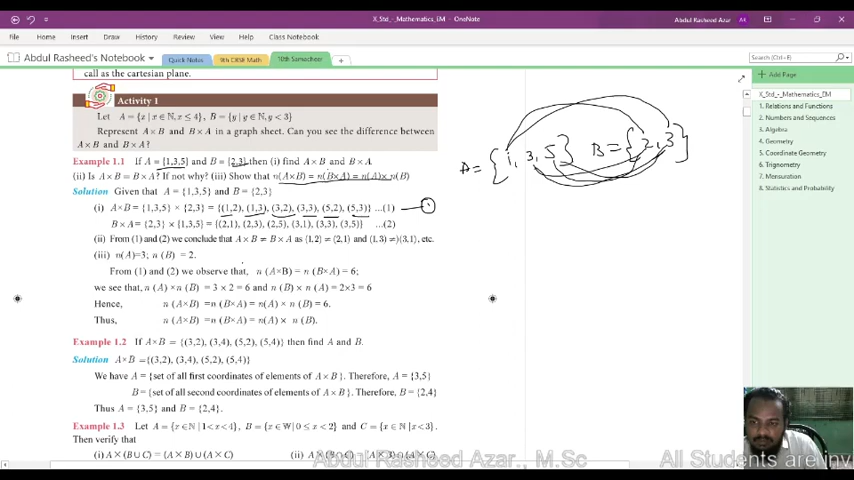 X_Std_-_Mathematics_EM - OneNote
Abdul Rasheed Azar
AR
File Home Insert Draw History Review View Help Class Notebook
Abdul Rasheed's Notebook
Quick Notes
9th CBSE Math
10th Samacheer
+
Search (Ctrl+E)
Add Page
X_Std_-_Mathematics_EM
1. Relations and Functions
2. Numbers and Sequences
3. Algebra
4. Geometry
5. Coordinate Geometry
6. Trigonometry
7. Mensuration
8. Statistics and Probability
call as the cartesian plane.
Activity 1
Let A = {x | x ∈ ℕ, x ≤ 4}, B = {y | y ∈ ℕ, y < 3}
Represent A × B and B × A in a graph sheet. Can you see the difference between
A × B and B × A?
Example 1.1 If A = {1,3,5} and B = {2,3} then (i) find A × B and B × A.
(ii) Is A × B = B × A? If not why? (iii) Show that n(A×B) = n(B×A) = n(A) × n(B)
Solution Given that A = {1,3,5} and B = {2,3}
(i) A × B = {1,3,5} × {2,3} = {(1,2), (1,3), (3,2), (3,3), (5,2), (5,3)} ...(1)
1
B × A = {2,3} × {1,3,5} = {(2,1), (2,3), (2,5), (3,1), (3,3), (3,5)} ...(2)
(ii) From (1) and (2) we conclude that A × B ≠ B × A as (1,2) ≠ (2,1) and (1,3) ≠ (3,1), etc.
(iii) n(A)=3; n (B) = 2.
From (1) and (2) we observe that, n (A×B) = n (B×A) = 6;
we see that, n (A) × n (B) = 3 × 2 = 6 and n (B) × n (A) = 2×3 = 6
Hence, n (A×B) = n (B×A) = n(A) × n (B) = 6.
Thus, n (A×B) = n (B×A) = n(A) × n (B).
Example 1.2 If A × B = {(3,2), (3,4), (5,2), (5,4)} then find A and B.
Solution A × B ={(3,2), (3,4), (5,2), (5,4)}
We have A = {set of all first coordinates of elements of A × B}. Therefore, A = {3,5}
B = {set of all second coordinates of elements of A × B}. Therefore, B = {2,4}
Thus A = {3,5} and B = {2,4}.
Example 1.3 Let A = {x ∈ ℕ | 1 < x < 4}, B = {x ∈ 𝕎 | 0 ≤ x < 2} and C = {x ∈ ℕ | x < 3}.
Then verify that
(i) A × (B ∪ C) = (A × B) ∪ (A × C) (ii) A × (B ∩ C) = (A × B) ∩ (A × C)
A = {1, 3, 5} B = {2, 3}
Abdul Rasheed Azar., M.Sc
All Students are inv